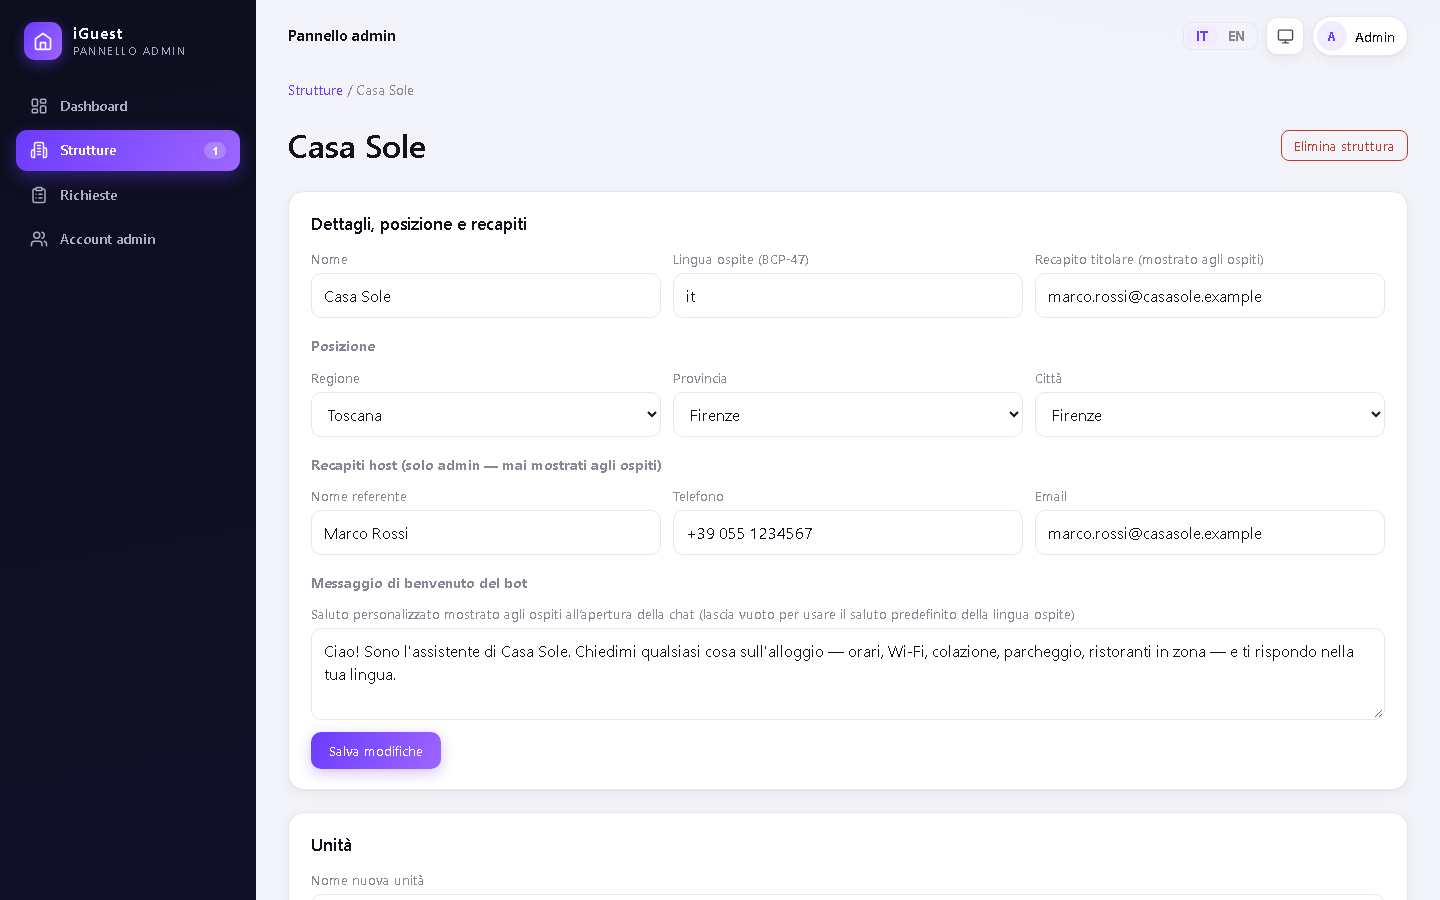 iGuest
PANNELLO ADMIN
Dashboard
Strutture 1
Richieste
Account admin
Pannello admin
IT EN
A Admin
Strutture / Casa Sole
Casa Sole
Elimina struttura
Dettagli, posizione e recapiti
Nome
Casa Sole
Lingua ospite (BCP-47)
it
Recapito titolare (mostrato agli ospiti)
marco.rossi@casasole.example
Posizione
Regione
Toscana
Provincia
Firenze
Città
Firenze
Recapiti host (solo admin — mai mostrati agli ospiti)
Nome referente
Marco Rossi
Telefono
+39 055 1234567
Email
marco.rossi@casasole.example
Messaggio di benvenuto del bot
Saluto personalizzato mostrato agli ospiti all'apertura della chat (lascia vuoto per usare il saluto predefinito della lingua ospite)
Ciao! Sono l'assistente di Casa Sole. Chiedimi qualsiasi cosa sull'alloggio — orari, Wi-Fi, colazione, parcheggio, ristoranti in zona — e ti rispondo nella
tua lingua.
Salva modifiche
Unità
Nome nuova unità